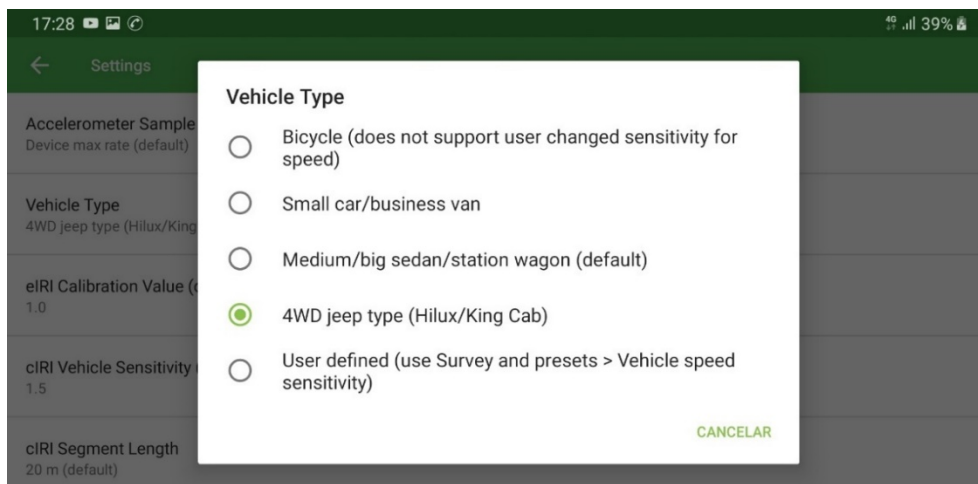 17:28 4G 39%
Settings
Vehicle Type
Bicycle (does not support user changed sensitivity for
speed)
Small car/business van
Medium/big sedan/station wagon (default)
4WD jeep type (Hilux/King Cab)
User defined (use Survey and presets > Vehicle speed
sensitivity)
CANCELAR
Accelerometer Sample
Device max rate (default)
Vehicle Type
4WD jeep type (Hilux/King
eIRI Calibration Value (
1.0
cIRI Vehicle Sensitivity
1.5
cIRI Segment Length
20 m (default)